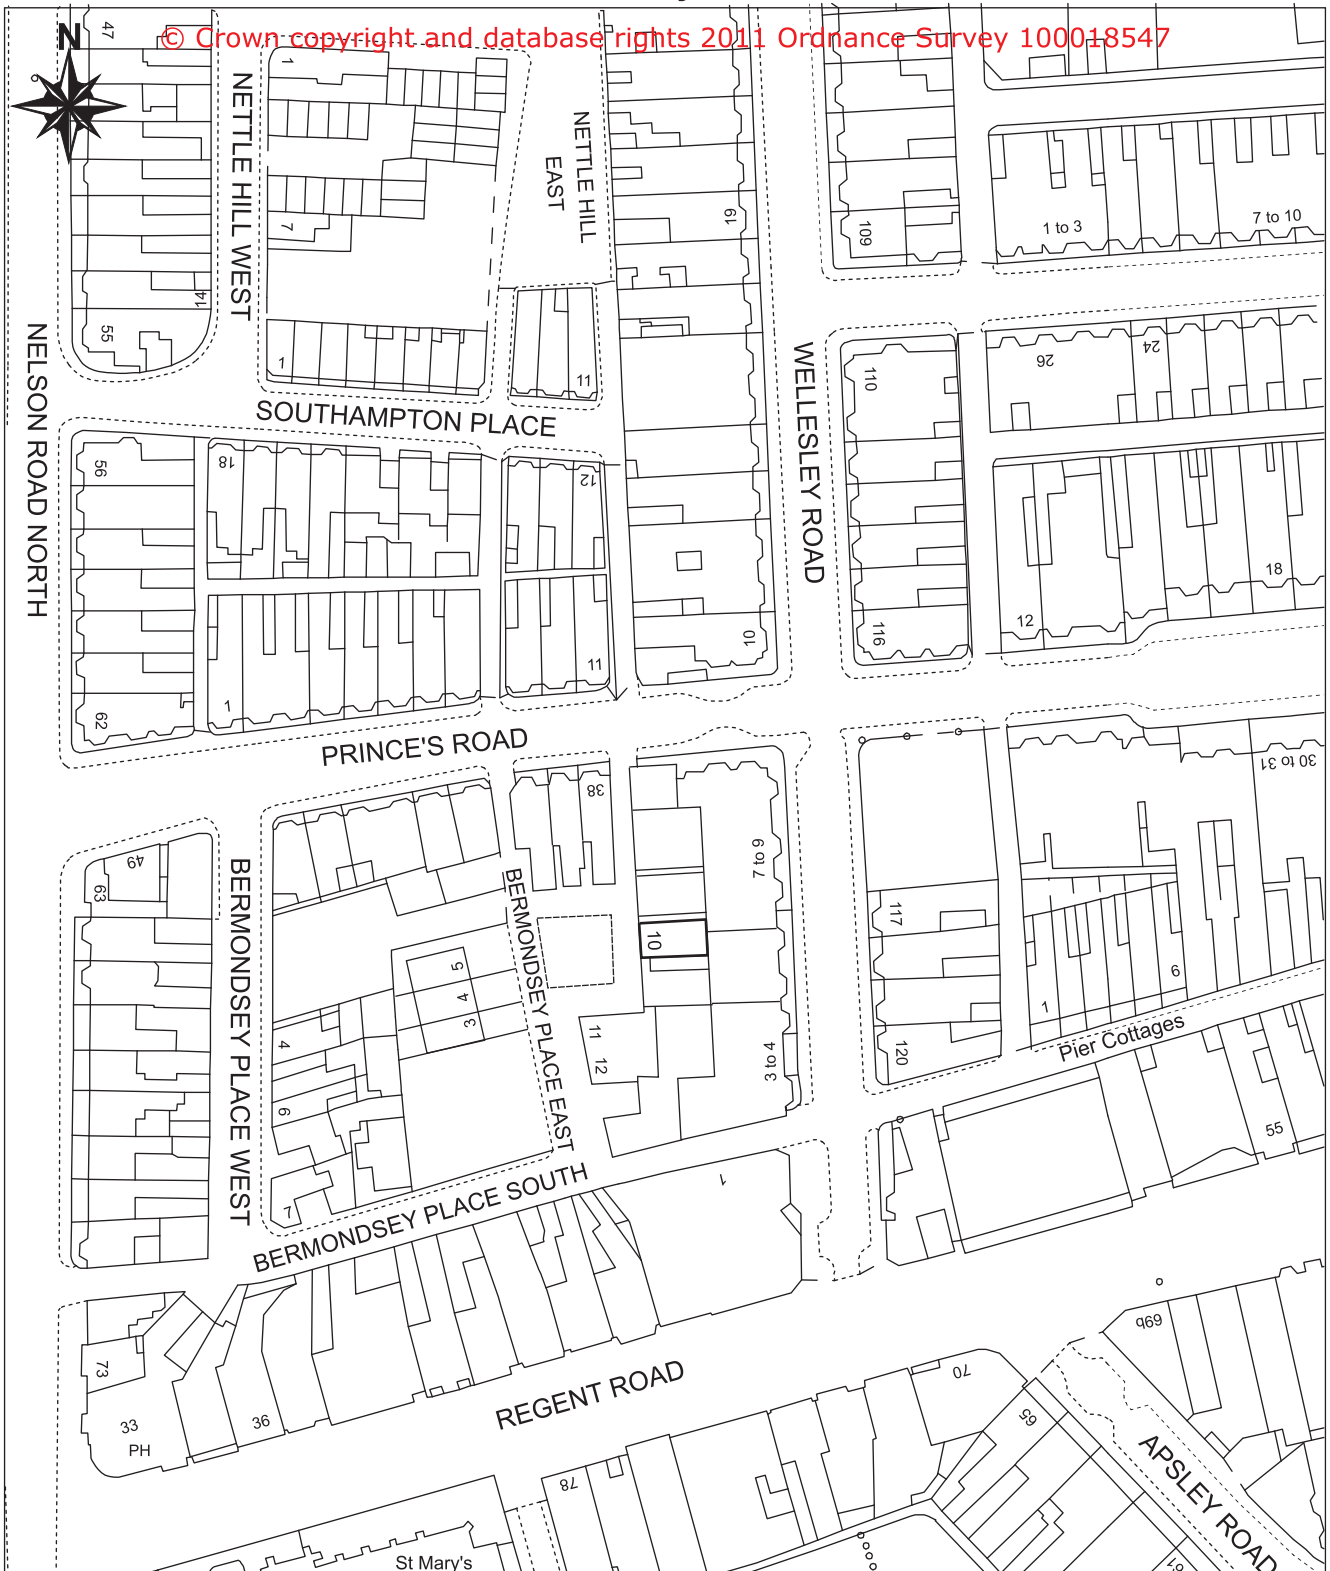 © Crown copyright and database rights 2011 Ordnance Survey 100018547
N
47
1
NETTLE HILL WEST
NETTLE HILL
EAST
19
109
1 to 3
7 to 10
7
14
55
1
11
NELSON ROAD NORTH
SOUTHAMPTON PLACE
WELLESLEY ROAD
110
26
24
56
18
12
116
10
12
18
11
62
1
PRINCE'S ROAD
38
30 to 31
49
63
7 to 9
BERMONDSEY PLACE WEST
BERMONDSEY PLACE EAST
10
117
5
4
3
9
1
Pier Cottages
4
11
12
3 to 4
120
6
55
7
1
BERMONDSEY PLACE SOUTH
69b
73
33
PH
36
REGENT ROAD
70
65
78
APSLEY ROAD
61
St Mary's